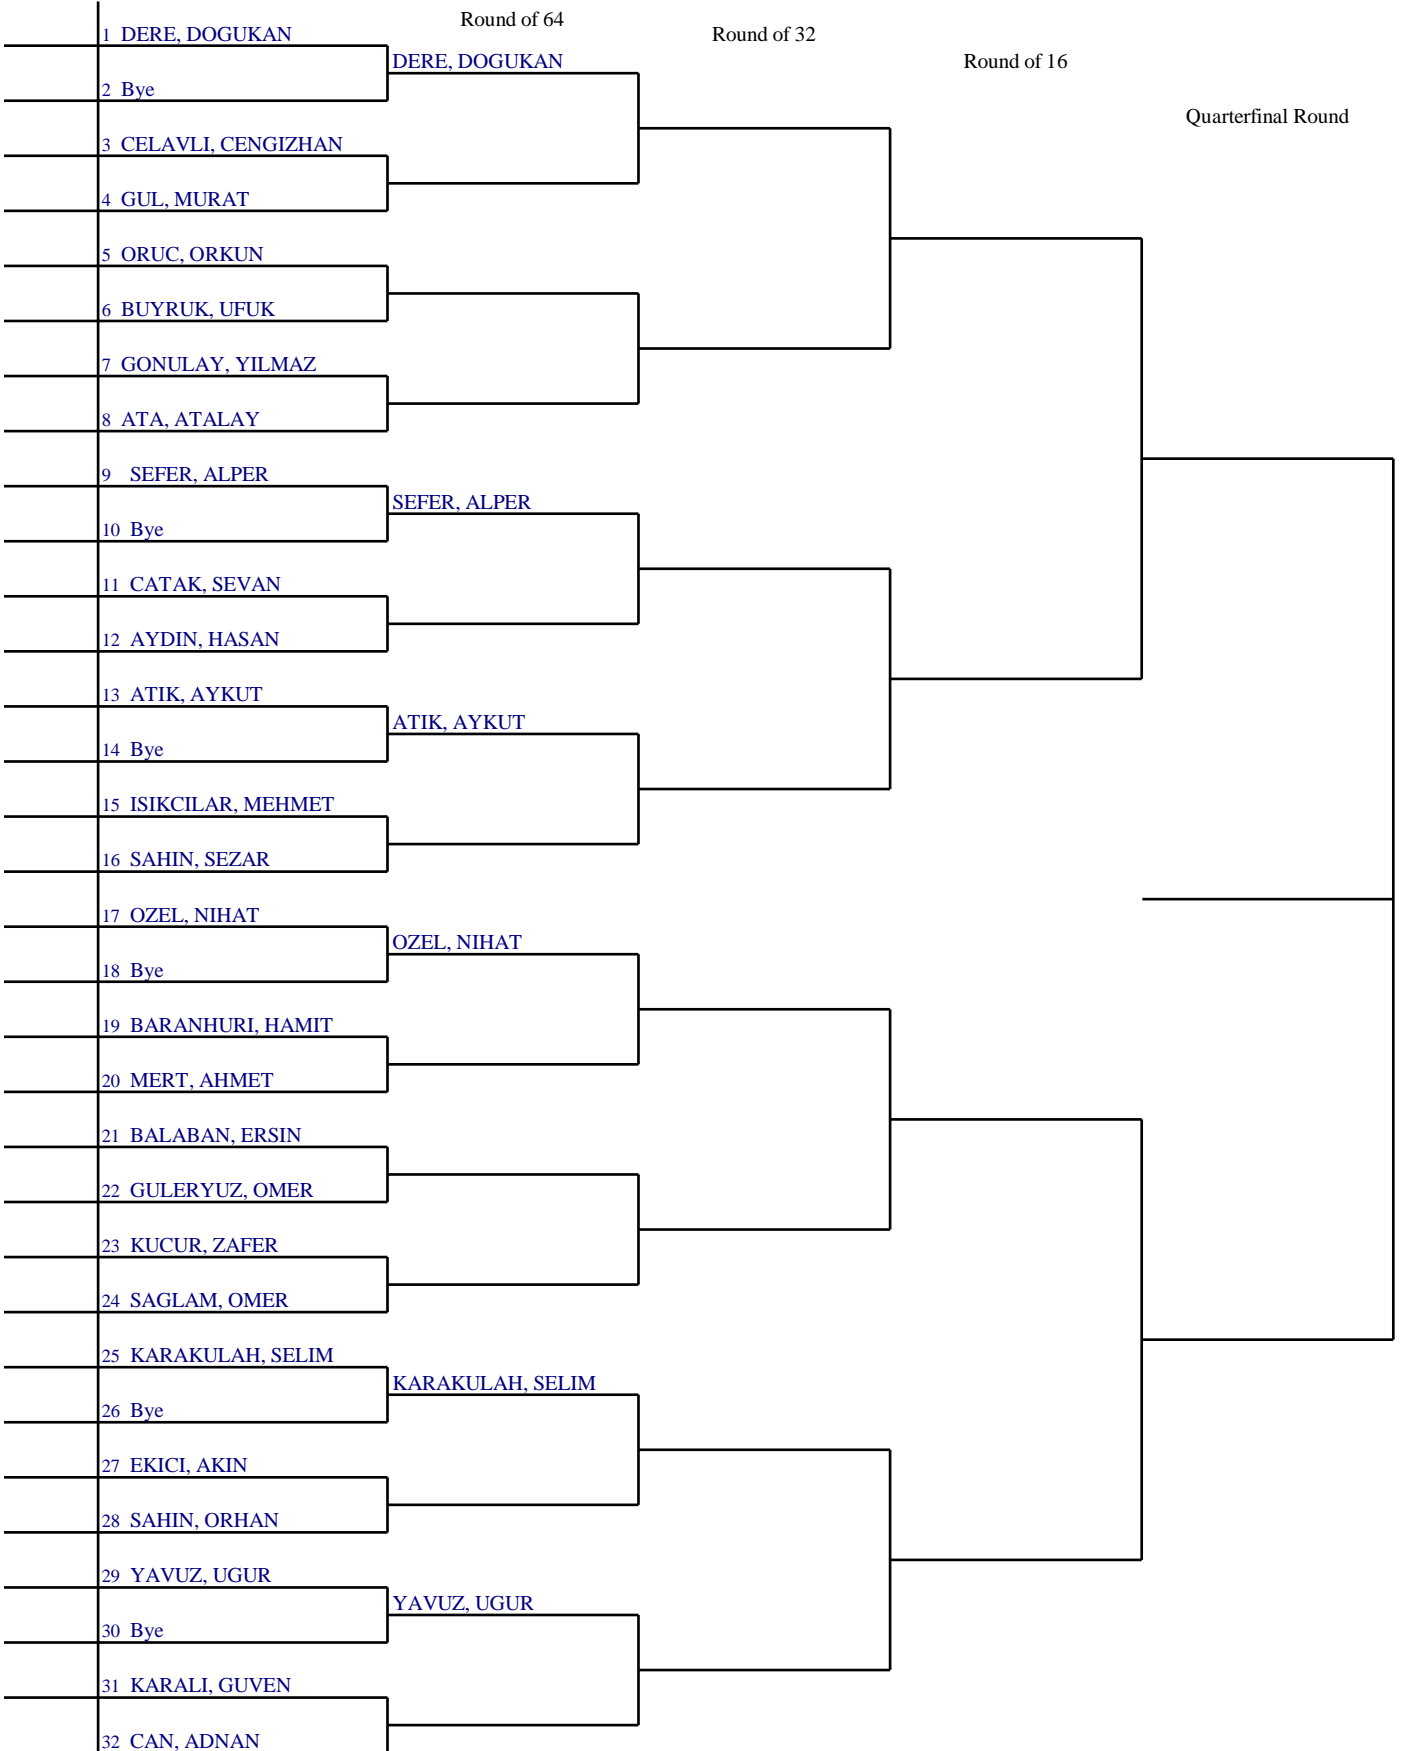 Round of 64
Round of 32
Round of 16
Quarterfinal Round
1 DERE, DOGUKAN
DERE, DOGUKAN
2 Bye
3 CELAVLI, CENGIZHAN
4 GUL, MURAT
5 ORUC, ORKUN
6 BUYRUK, UFUK
7 GONULAY, YILMAZ
8 ATA, ATALAY
9 SEFER, ALPER
SEFER, ALPER
10 Bye
11 CATAK, SEVAN
12 AYDIN, HASAN
13 ATIK, AYKUT
ATIK, AYKUT
14 Bye
15 ISIKCILAR, MEHMET
16 SAHIN, SEZAR
17 OZEL, NIHAT
OZEL, NIHAT
18 Bye
19 BARANHURI, HAMIT
20 MERT, AHMET
21 BALABAN, ERSIN
22 GULERYUZ, OMER
23 KUCUR, ZAFER
24 SAGLAM, OMER
25 KARAKULAH, SELIM
KARAKULAH, SELIM
26 Bye
27 EKICI, AKIN
28 SAHIN, ORHAN
29 YAVUZ, UGUR
YAVUZ, UGUR
30 Bye
31 KARALI, GUVEN
32 CAN, ADNAN